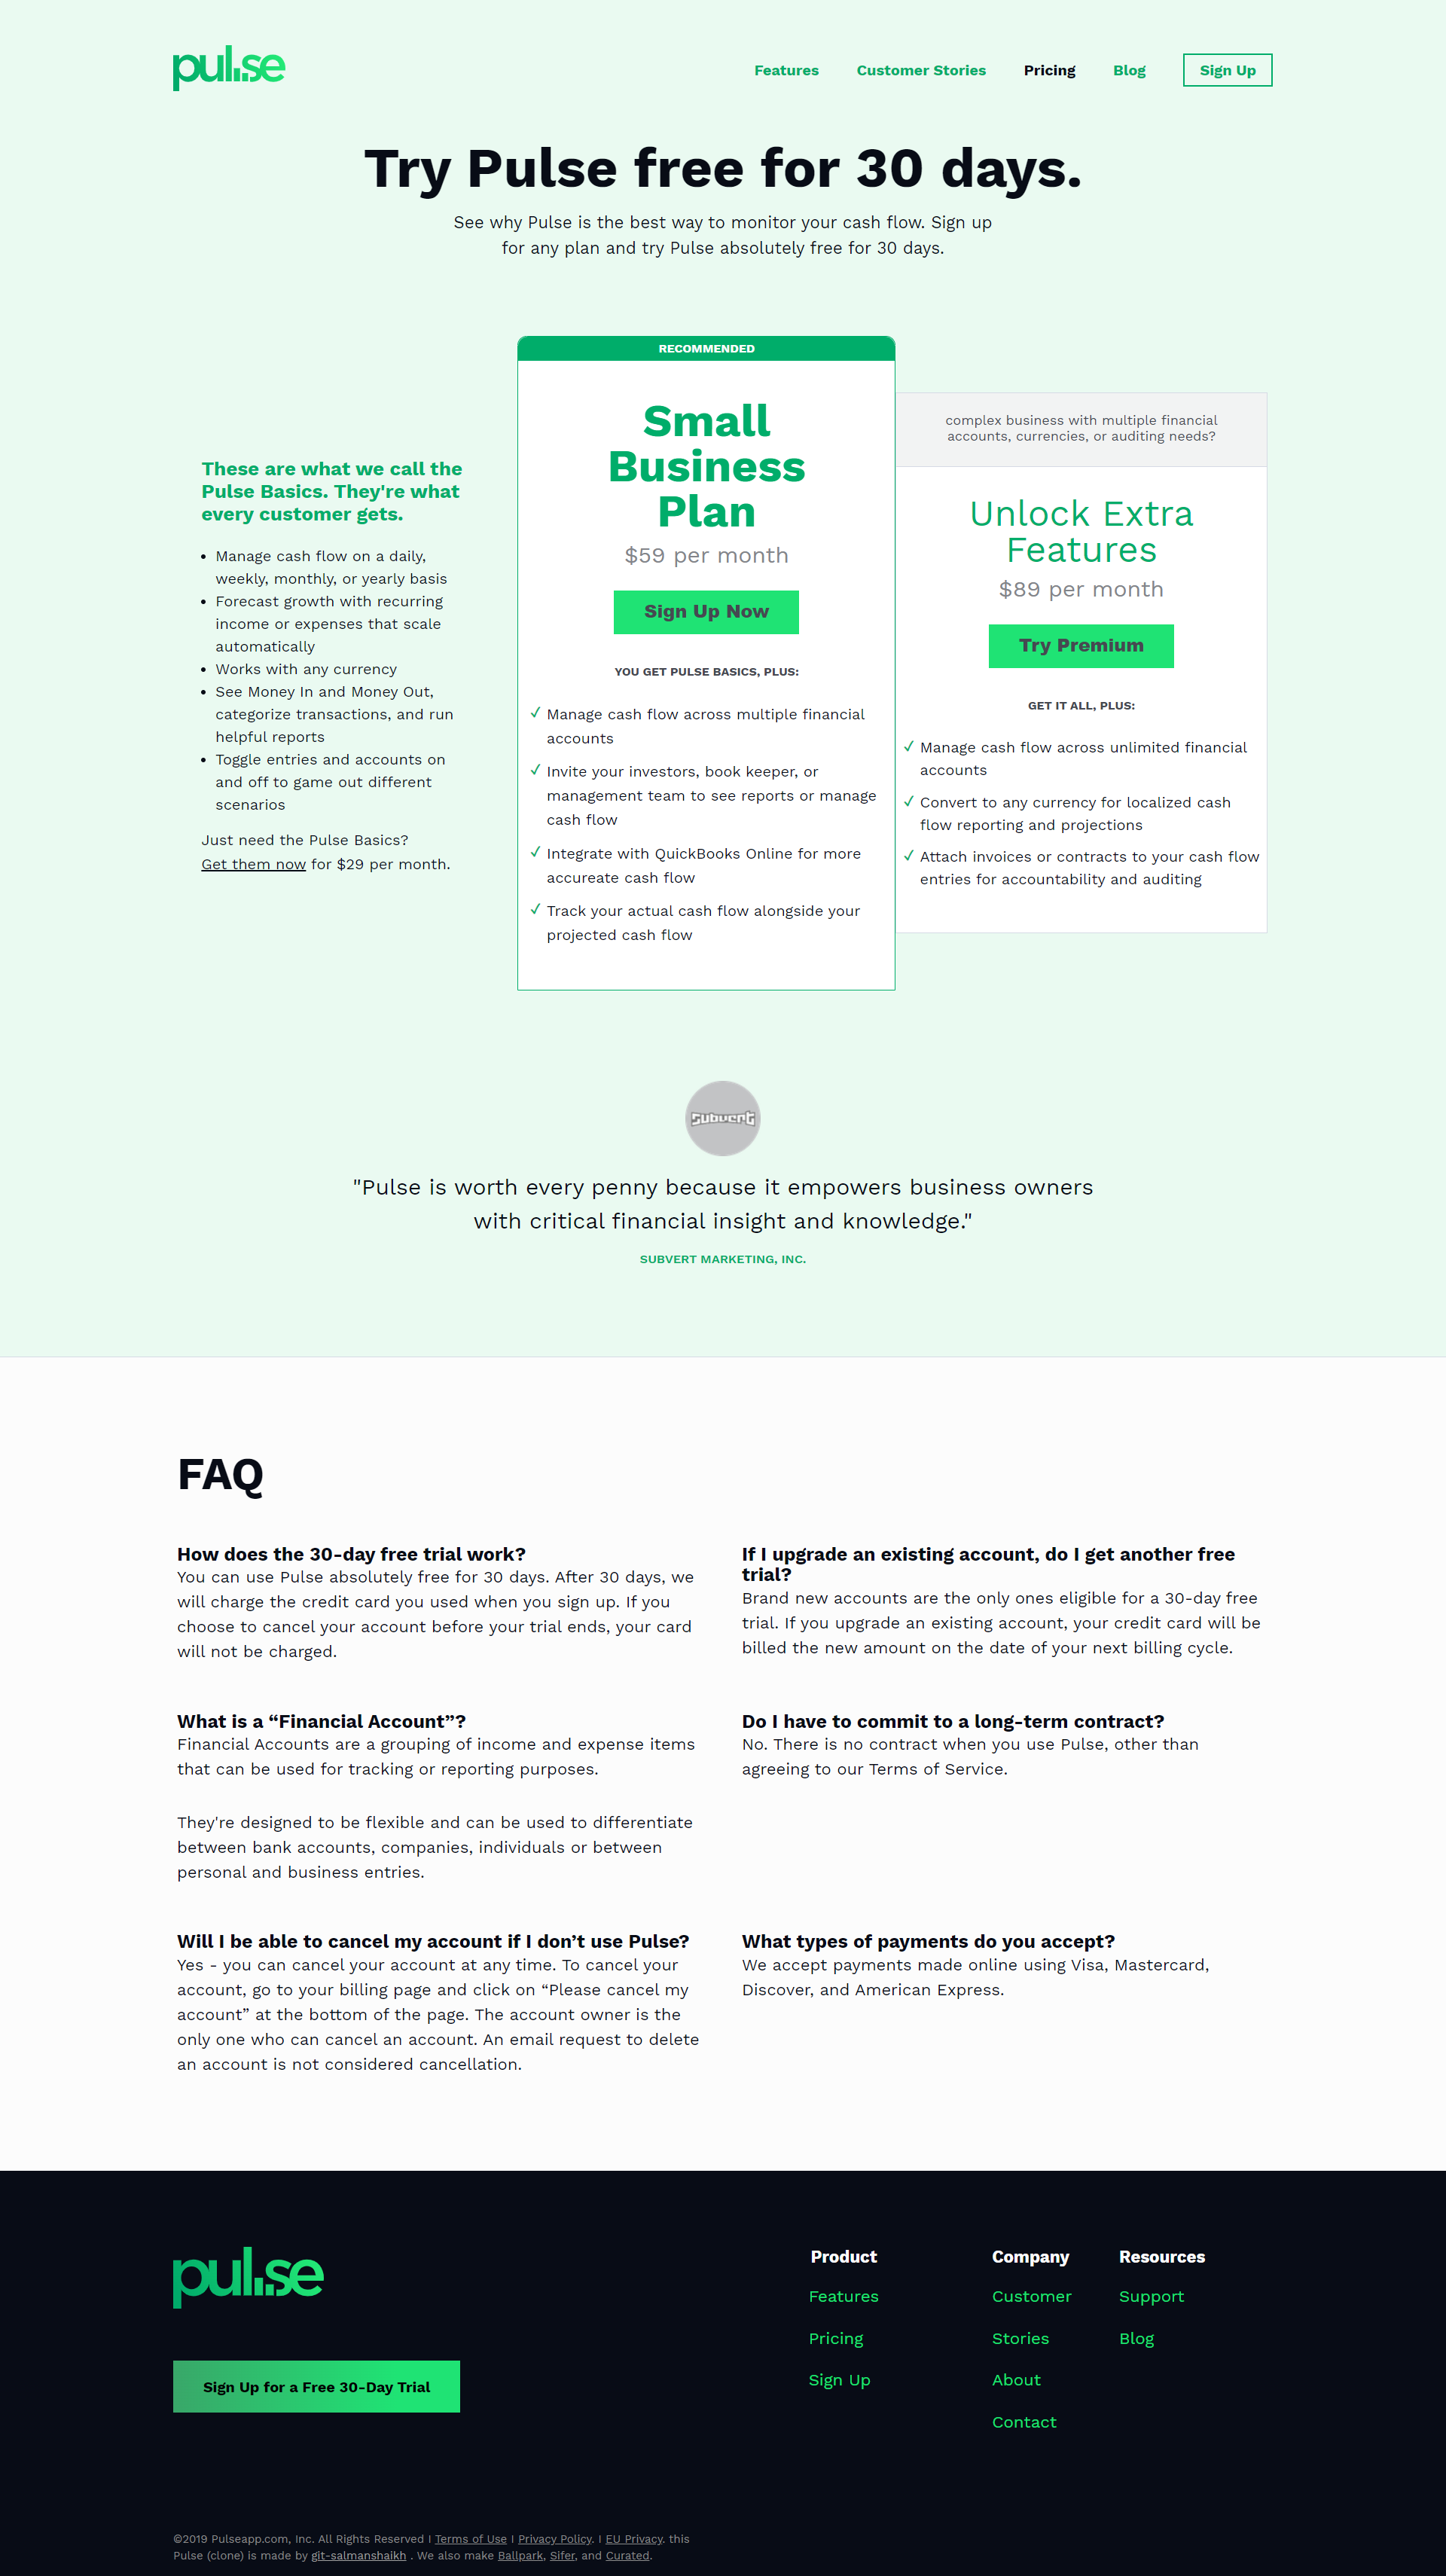 pulse
Features
Customer Stories
Pricing
Blog
Sign Up
Try Pulse free for 30 days.
See why Pulse is the best way to monitor your cash flow. Sign up
for any plan and try Pulse absolutely free for 30 days.
These are what we call the
Pulse Basics. They're what
every customer gets.
Manage cash flow on a daily,
weekly, monthly, or yearly basis
Forecast growth with recurring
income or expenses that scale
automatically
Works with any currency
See Money In and Money Out,
categorize transactions, and run
helpful reports
Toggle entries and accounts on
and off to game out different
scenarios
Just need the Pulse Basics?
Get them now for $29 per month.
RECOMMENDED
Small
Business
Plan
$59 per month
Sign Up Now
YOU GET PULSE BASICS, PLUS:
✓ Manage cash flow across multiple financial
accounts
✓ Invite your investors, book keeper, or
management team to see reports or manage
cash flow
✓ Integrate with QuickBooks Online for more
accureate cash flow
✓ Track your actual cash flow alongside your
projected cash flow
complex business with multiple financial
accounts, currencies, or auditing needs?
Unlock Extra
Features
$89 per month
Try Premium
GET IT ALL, PLUS:
✓ Manage cash flow across unlimited financial
accounts
✓ Convert to any currency for localized cash
flow reporting and projections
✓ Attach invoices or contracts to your cash flow
entries for accountability and auditing
Subvert
"Pulse is worth every penny because it empowers business owners
with critical financial insight and knowledge."
SUBVERT MARKETING, INC.
FAQ
How does the 30-day free trial work?
You can use Pulse absolutely free for 30 days. After 30 days, we
will charge the credit card you used when you sign up. If you
choose to cancel your account before your trial ends, your card
will not be charged.
If I upgrade an existing account, do I get another free
trial?
Brand new accounts are the only ones eligible for a 30-day free
trial. If you upgrade an existing account, your credit card will be
billed the new amount on the date of your next billing cycle.
What is a “Financial Account”?
Financial Accounts are a grouping of income and expense items
that can be used for tracking or reporting purposes.
They're designed to be flexible and can be used to differentiate
between bank accounts, companies, individuals or between
personal and business entries.
Do I have to commit to a long-term contract?
No. There is no contract when you use Pulse, other than
agreeing to our Terms of Service.
Will I be able to cancel my account if I don’t use Pulse?
Yes - you can cancel your account at any time. To cancel your
account, go to your billing page and click on “Please cancel my
account” at the bottom of the page. The account owner is the
only one who can cancel an account. An email request to delete
an account is not considered cancellation.
What types of payments do you accept?
We accept payments made online using Visa, Mastercard,
Discover, and American Express.
pulse
Sign Up for a Free 30-Day Trial
Product
Features
Pricing
Sign Up
Company
Customer
Stories
About
Contact
Resources
Support
Blog
©2019 Pulseapp.com, Inc. All Rights Reserved I Terms of Use I Privacy Policy. I EU Privacy. this
Pulse (clone) is made by git-salmanshaikh . We also make Ballpark, Sifer, and Curated.